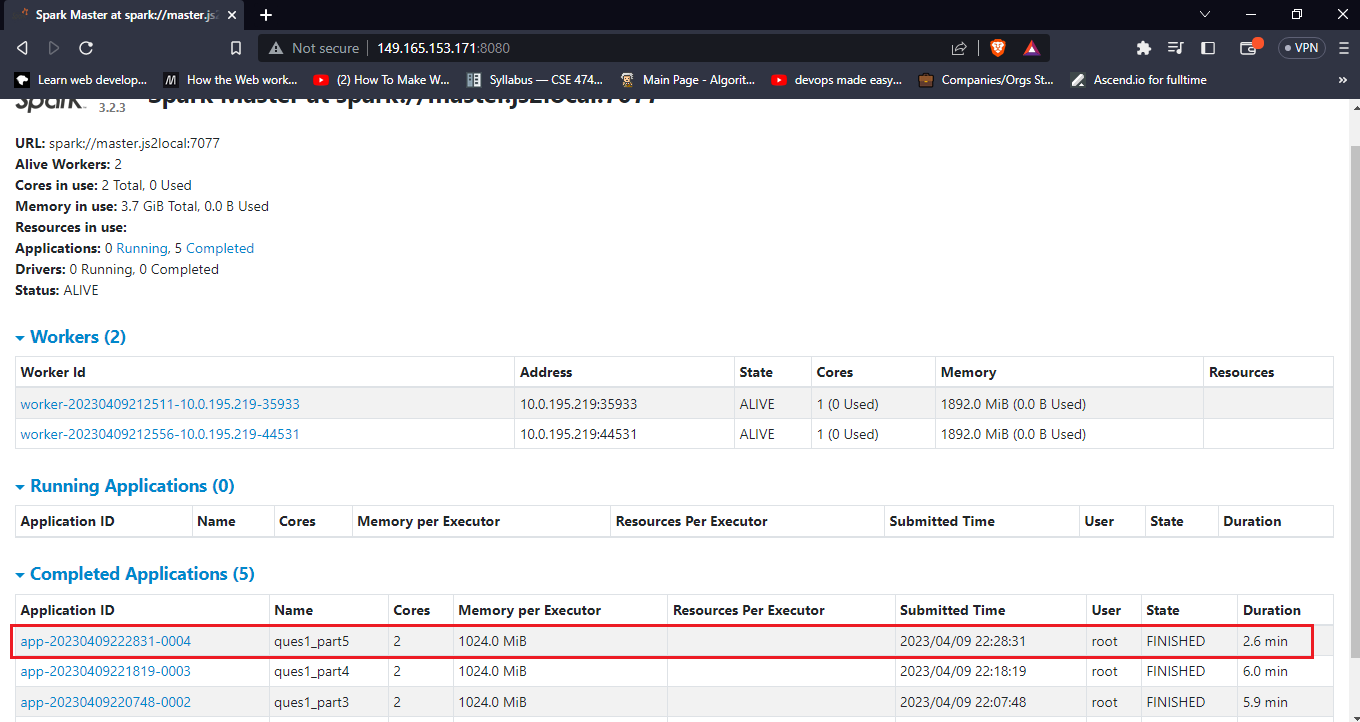 Spark Master at spark://master.js2
Not secure 149.165.153.171:8080 VPN
Learn web develop... How the Web work... (2) How To Make W... Syllabus — CSE 474... Main Page - Algorit... devops made easy... Companies/Orgs St... Ascend.io for fulltime »
Spark 3.2.3 Spark Master at spark://master.js2local:7077
URL: spark://master.js2local:7077
Alive Workers: 2
Cores in use: 2 Total, 0 Used
Memory in use: 3.7 GiB Total, 0.0 B Used
Resources in use:
Applications: 0 Running, 5 Completed
Drivers: 0 Running, 0 Completed
Status: ALIVE
Workers (2)
Worker Id Address State Cores Memory Resources
worker-20230409212511-10.0.195.219-35933 10.0.195.219:35933 ALIVE 1 (0 Used) 1892.0 MiB (0.0 B Used)
worker-20230409212556-10.0.195.219-44531 10.0.195.219:44531 ALIVE 1 (0 Used) 1892.0 MiB (0.0 B Used)
Running Applications (0)
Application ID Name Cores Memory per Executor Resources Per Executor Submitted Time User State Duration
Completed Applications (5)
Application ID Name Cores Memory per Executor Resources Per Executor Submitted Time User State Duration
app-20230409222831-0004 ques1_part5 2 1024.0 MiB 2023/04/09 22:28:31 root FINISHED 2.6 min
app-20230409221819-0003 ques1_part4 2 1024.0 MiB 2023/04/09 22:18:19 root FINISHED 6.0 min
app-20230409220748-0002 ques1_part3 2 1024.0 MiB 2023/04/09 22:07:48 root FINISHED 5.9 min